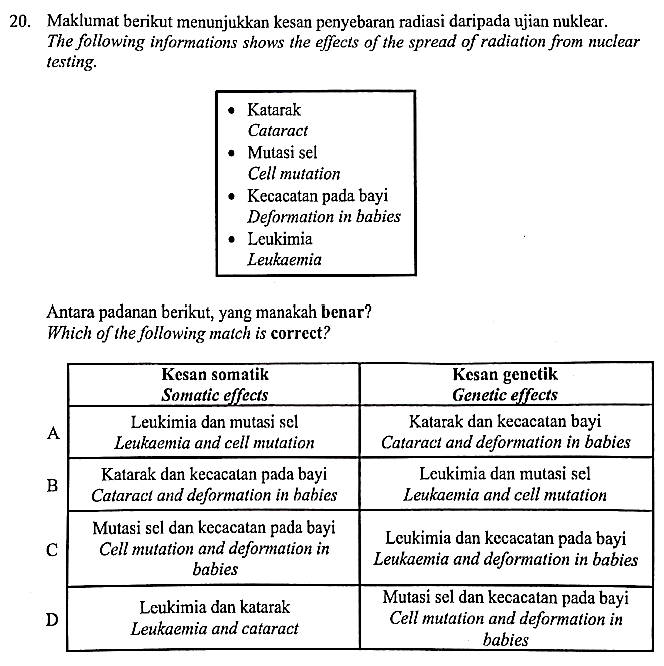 20. Maklumat berikut menunjukkan kesan penyebaran radiasi daripada ujian nuklear.
The following informations shows the effects of the spread of radiation from nuclear
testing.
• Katarak
Cataract
• Mutasi sel
Cell mutation
• Kecacatan pada bayi
Deformation in babies
• Leukimia
Leukaemia
Antara padanan berikut, yang manakah benar?
Which of the following match is correct?
Kesan somatik
Somatic effects
Kesan genetik
Genetic effects
A
Leukimia dan mutasi sel
Leukaemia and cell mutation
Katarak dan kecacatan bayi
Cataract and deformation in babies
B
Katarak dan kecacatan pada bayi
Cataract and deformation in babies
Leukimia dan mutasi sel
Leukaemia and cell mutation
C
Mutasi sel dan kecacatan pada bayi
Cell mutation and deformation in
babies
Leukimia dan kecacatan pada bayi
Leukaemia and deformation in babies
D
Leukimia dan katarak
Leukaemia and cataract
Mutasi sel dan kecacatan pada bayi
Cell mutation and deformation in
babies